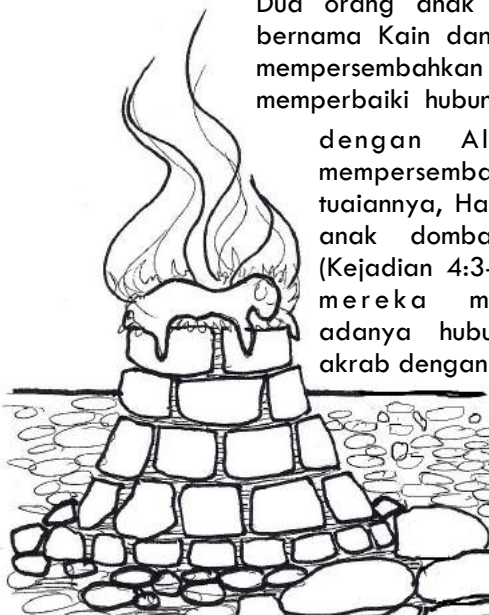 Dua orang anak
bernama Kain dan
mempersembahkan
memperbaiki hubun
dengan Al
mempersemba
tuaiannya, Ha
anak domba
(Kejadian 4:3-
mereka m
adanya hubu
akrab dengan